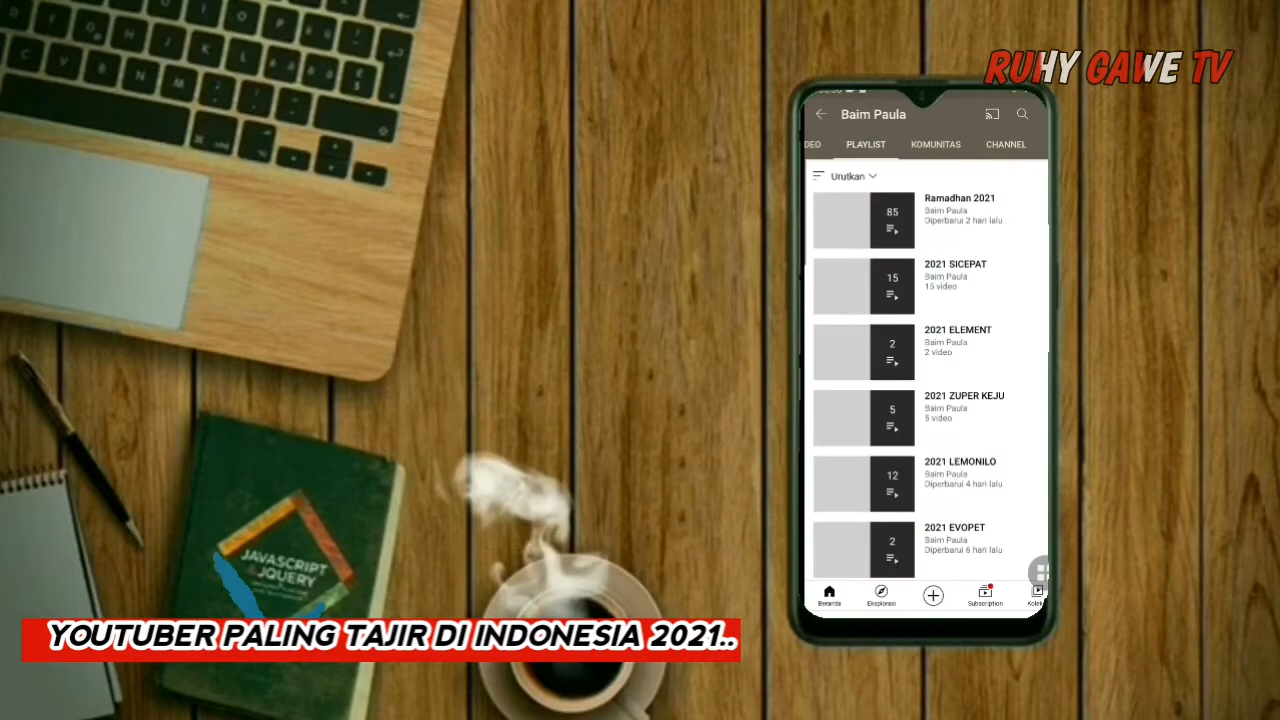 RUHY GAWE TV
Baim Paula
DEO PLAYLIST KOMUNITAS CHANNEL
Urutkan
85
Ramadhan 2021
Baim Paula
Diperbarui 2 hari lalu
15
2021 SICEPAT
Baim Paula
15 video
2
2021 ELEMENT
Baim Paula
2 video
5
2021 ZUPER KEJU
Baim Paula
5 video
12
2021 LEMONILO
Baim Paula
Diperbarui 4 hari lalu
2
2021 EVOPET
Baim Paula
Diperbarui 6 hari lalu
Beranda Eksplorasi Subscription Kolek
JAVASCRIPT
& JQUERY
YOUTUBER PALING TAJIR DI INDONESIA 2021..